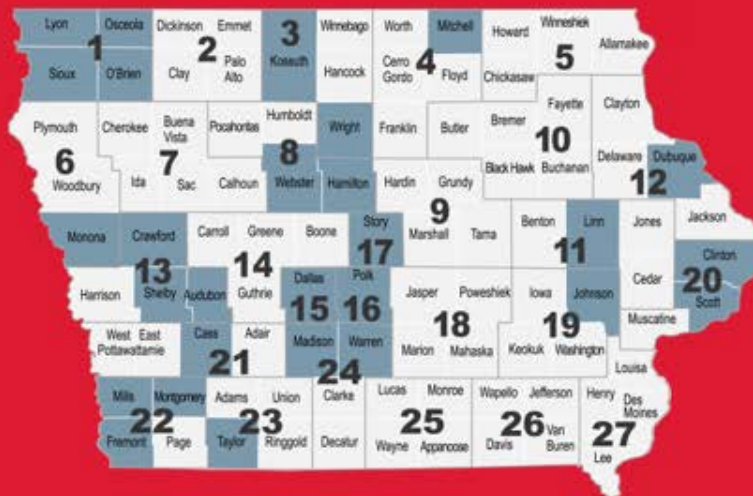 Lyon Osceola Dickinson Emmet 3 Winnebago Worth Mitchell Howard Winneshiek
1 2 Kossuth 4 5 Allamakee
Sioux O'Brien Clay Palo Alto Hancock Cerro Gordo Floyd Chickasaw
Plymouth Cherokee Buena Vista Pocahontas Humboldt Wright Franklin Butler Bremer Fayette Clayton
6 7 8 10
Woodbury Ida Sac Calhoun Webster Hamilton Hardin Grundy Black Hawk Buchanan Delaware Dubuque
9 12
Monona Crawford Carroll Greene Boone Story Marshall Tama Benton Linn Jones Jackson
13 14 17 11 Clinton
Harrison Shelby Audubon Guthrie Dallas Polk Jasper Poweshiek Iowa Johnson Cedar 20
15 16 18 19 Scott
West East
Pottawattamie Cass Adair Madison Warren Marion Mahaska Keokuk Washington Muscatine
21 24 Louisa
Mills Montgomery Adams Union Clarke Lucas Monroe Wapello Jefferson Henry Des Moines
22 23 25 26 27
Fremont Page Taylor Ringgold Decatur Wayne Appanoose Davis Van Buren Lee